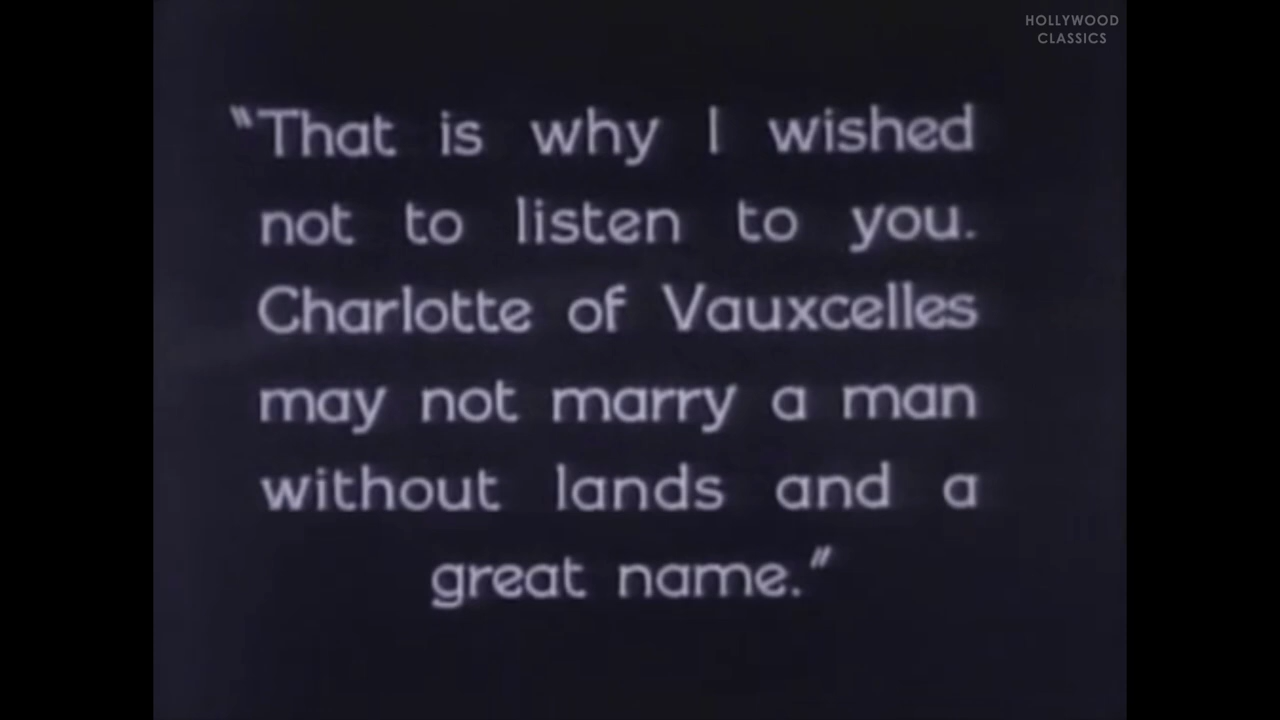 HOLLYWOOD
CLASSICS
"That is why I wished
not to listen to you.
Charlotte of Vauxcelles
may not marry a man
without lands and a
great name."